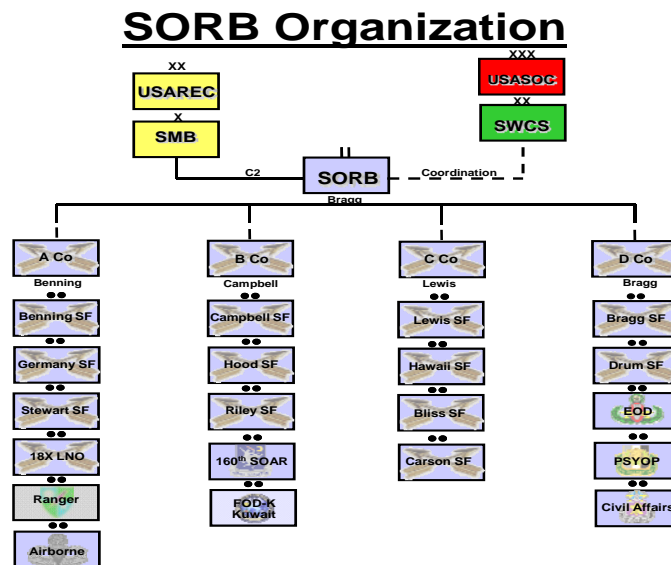 SORB Organization
XX
USAREC
X
SMB
XXX
USASOC
XX
SWCS
II
SORB
Bragg
C2
Coordination
A Co
Benning
Benning SF
Germany SF
Stewart SF
18X LNO
Ranger
Airborne
B Co
Campbell
Campbell SF
Hood SF
Riley SF
160th SOAR
FOD-K
Kuwait
C Co
Lewis
Lewis SF
Hawaii SF
Bliss SF
Carson SF
D Co
Bragg
Bragg SF
Drum SF
EOD
PSYOP
Civil Affairs